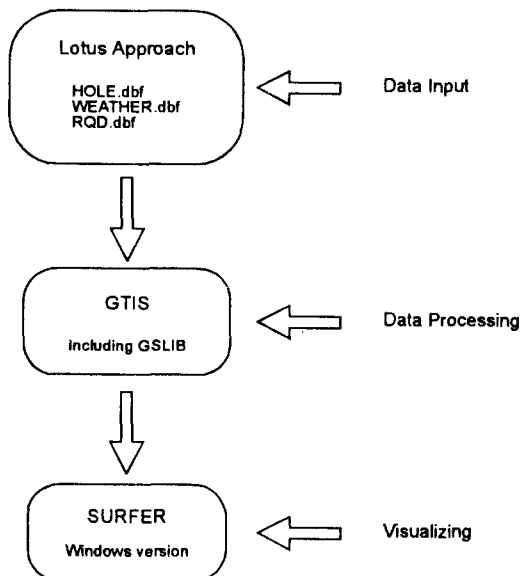 Lotus Approach
HOLE.dbf
WEATHER.dbf
RQD.dbf
Data Input
GTIS
including GSLIB
Data Processing
SURFER
Windows version
Visualizing